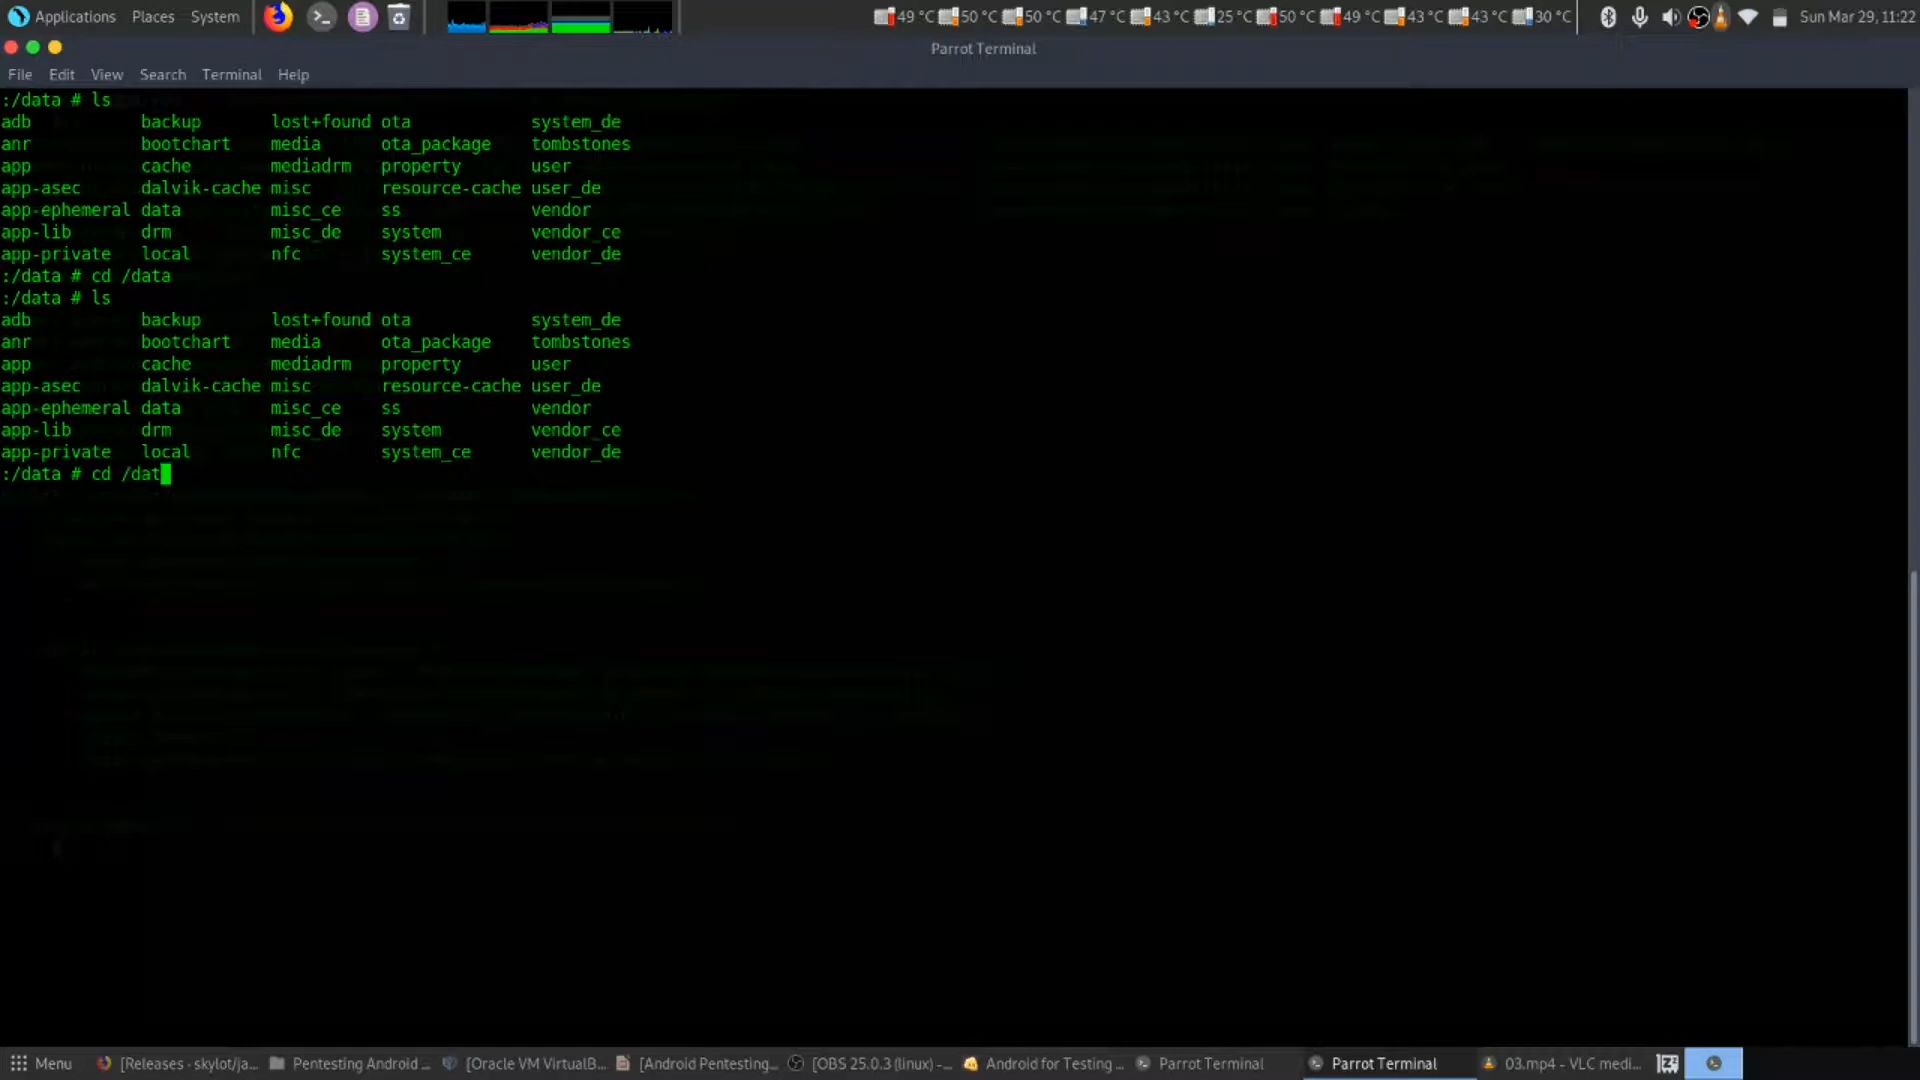 Applications Places System 49 °C 50 °C 50 °C 47 °C 43 °C 25 °C 50 °C 49 °C 43 °C 43 °C 30 °C Sun Mar 29, 11:22
Parrot Terminal
File Edit View Search Terminal Help
:/data # ls
adb backup lost+found ota system_de
anr bootchart media ota_package tombstones
app cache mediadrm property user
app-asec dalvik-cache misc resource-cache user_de
app-ephemeral data misc_ce ss vendor
app-lib drm misc_de system vendor_ce
app-private local nfc system_ce vendor_de
:/data # cd /data
:/data # ls
adb backup lost+found ota system_de
anr bootchart media ota_package tombstones
app cache mediadrm property user
app-asec dalvik-cache misc resource-cache user_de
app-ephemeral data misc_ce ss vendor
app-lib drm misc_de system vendor_ce
app-private local nfc system_ce vendor_de
:/data # cd /dat
Menu [Releases - skylot/ja... Pentesting Android ... [Oracle VM VirtualB... [Android Pentesting... [OBS 25.0.3 (linux) -... Android for Testing ... Parrot Terminal Parrot Terminal 03.mp4 - VLC medi...